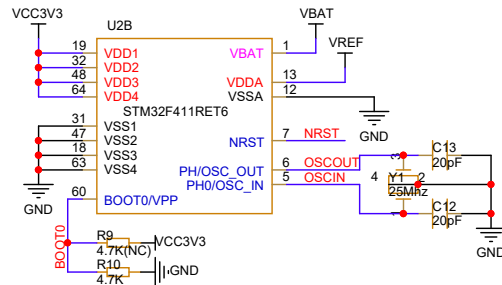 VCC3V3
U2B
VBAT
19 VDD1 VBAT 1
VREF
32 VDD2
48 VDD3 VDDA 13
64 VDD4 VSSA 12
STM32F411RET6
31 VSS1
47 VSS2 NRST 7 NRST
18 VSS3
63 VSS4 PH/OSC_OUT 6 OSCOUT
PH0/OSC_IN 5 OSCIN
GND
C13
20pF
3
4 Y1 2
25Mhz
1
C12
20pF
GND
GND
60 BOOT0/VPP
BOOT0
R9 VCC3V3
4.7K(NC)
R10 GND
4.7K